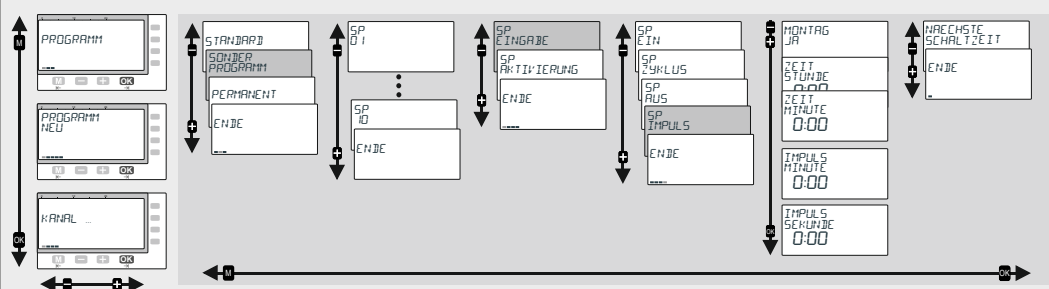 M
PROGRAMM
M - + OK
PROGRAMM
NEU
M - + OK
KANAL ...
M - + OK
OK
- +
STANDARD
SONDER
PROGRAMM
PERMANENT
ENDE
- +
SP
01
SP
10
ENDE
- +
SP
EINGABE
SP
AKTIVIERUNG
ENDE
- +
SP
EIN
SP
ZYKLUS
SP
AUS
SP
IMPULS
ENDE
- +
MONTAG
JA
ZEIT
STUNDE
0:00
ZEIT
MINUTE
0:00
IMPULS
MINUTE
0:00
IMPULS
SEKUNDE
0:00
- +
OK
NAECHSTE
SCHALTZEIT
ENDE
- +
M
OK